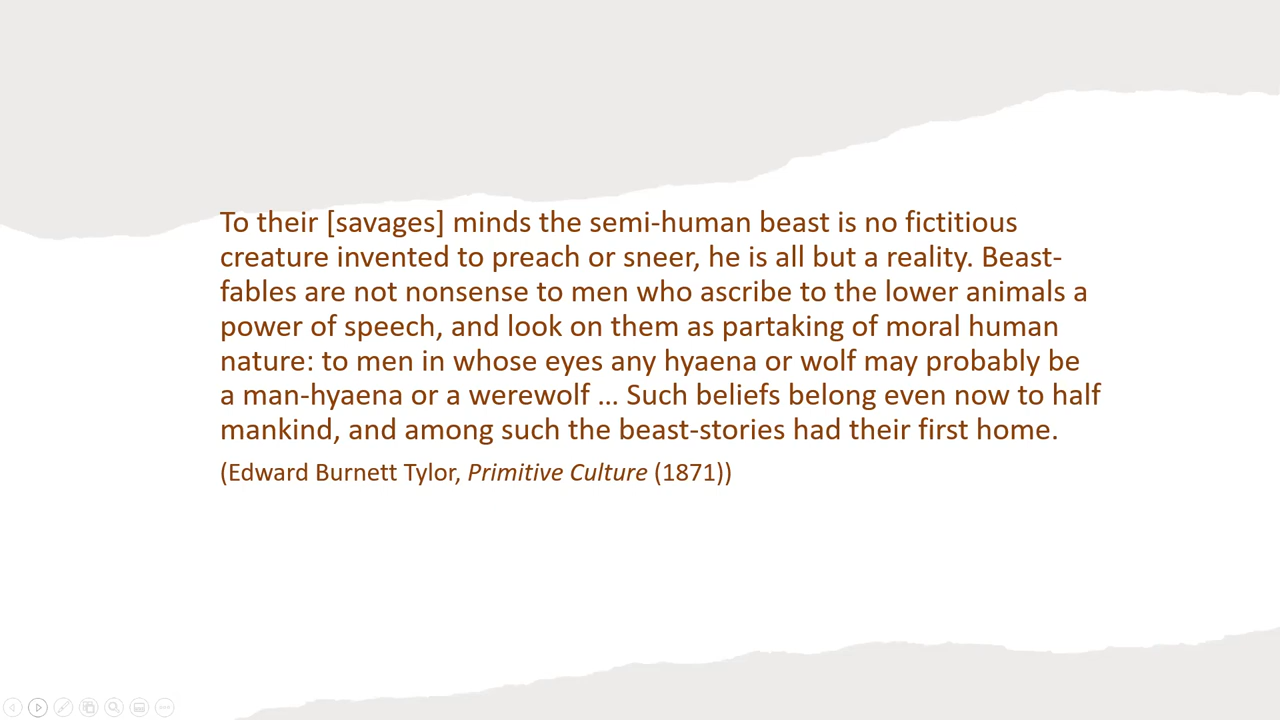 To their [savages] minds the semi-human beast is no fictitious
creature invented to preach or sneer, he is all but a reality. Beast-
fables are not nonsense to men who ascribe to the lower animals a
power of speech, and look on them as partaking of moral human
nature: to men in whose eyes any hyaena or wolf may probably be
a man-hyaena or a werewolf … Such beliefs belong even now to half
mankind, and among such the beast-stories had their first home.
(Edward Burnett Tylor, Primitive Culture (1871))